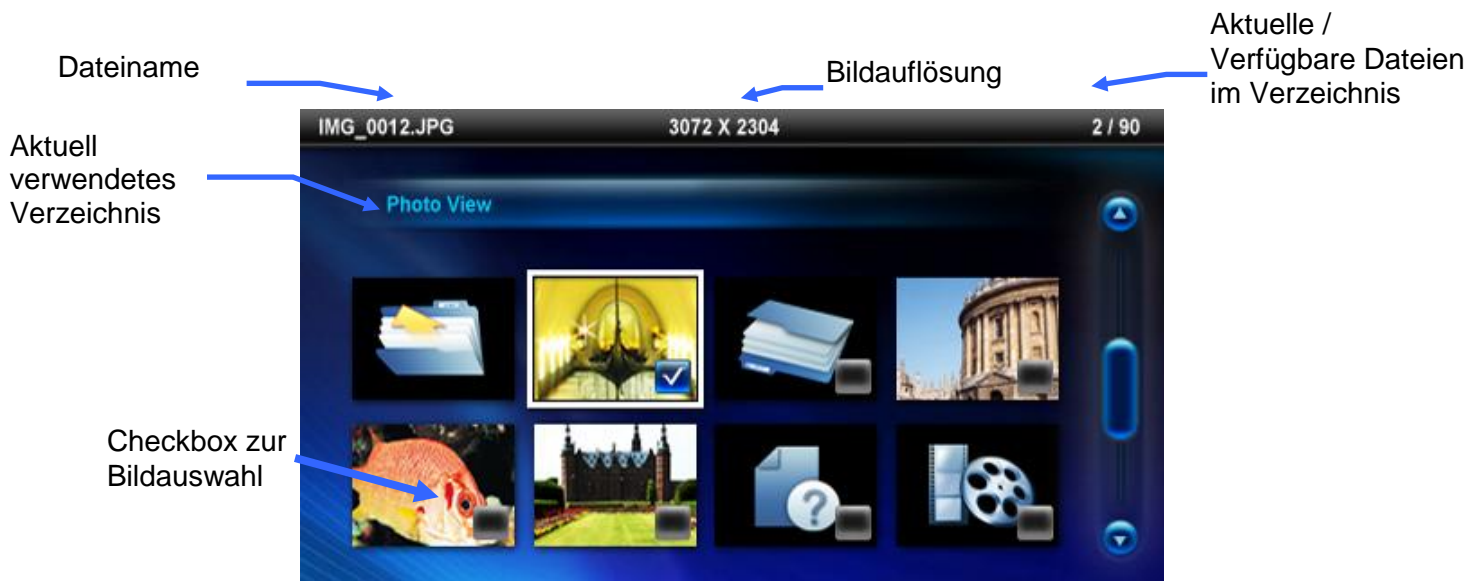 Dateiname
Bildauflösung
Aktuelle /
Verfügbare Dateien
im Verzeichnis
IMG_0012.JPG
3072 X 2304
2 / 90
Aktuell
verwendetes
Verzeichnis
Photo View
Checkbox zur
Bildauswahl
?